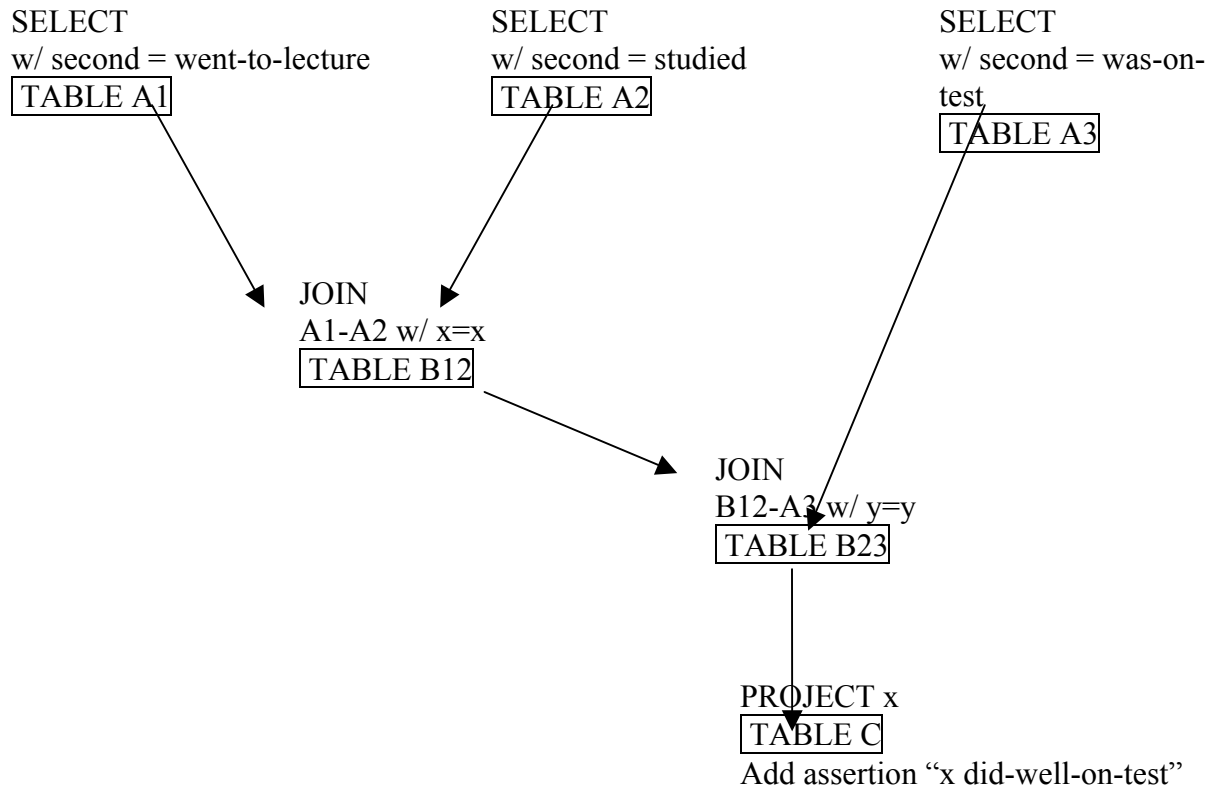 SELECT
w/ second = went-to-lecture
TABLE A1
SELECT
w/ second = studied
TABLE A2
SELECT
w/ second = was-on-
test
TABLE A3
JOIN
A1-A2 w/ x=x
TABLE B12
JOIN
B12-A3 w/ y=y
TABLE B23
PROJECT x
TABLE C
Add assertion “x did-well-on-test”